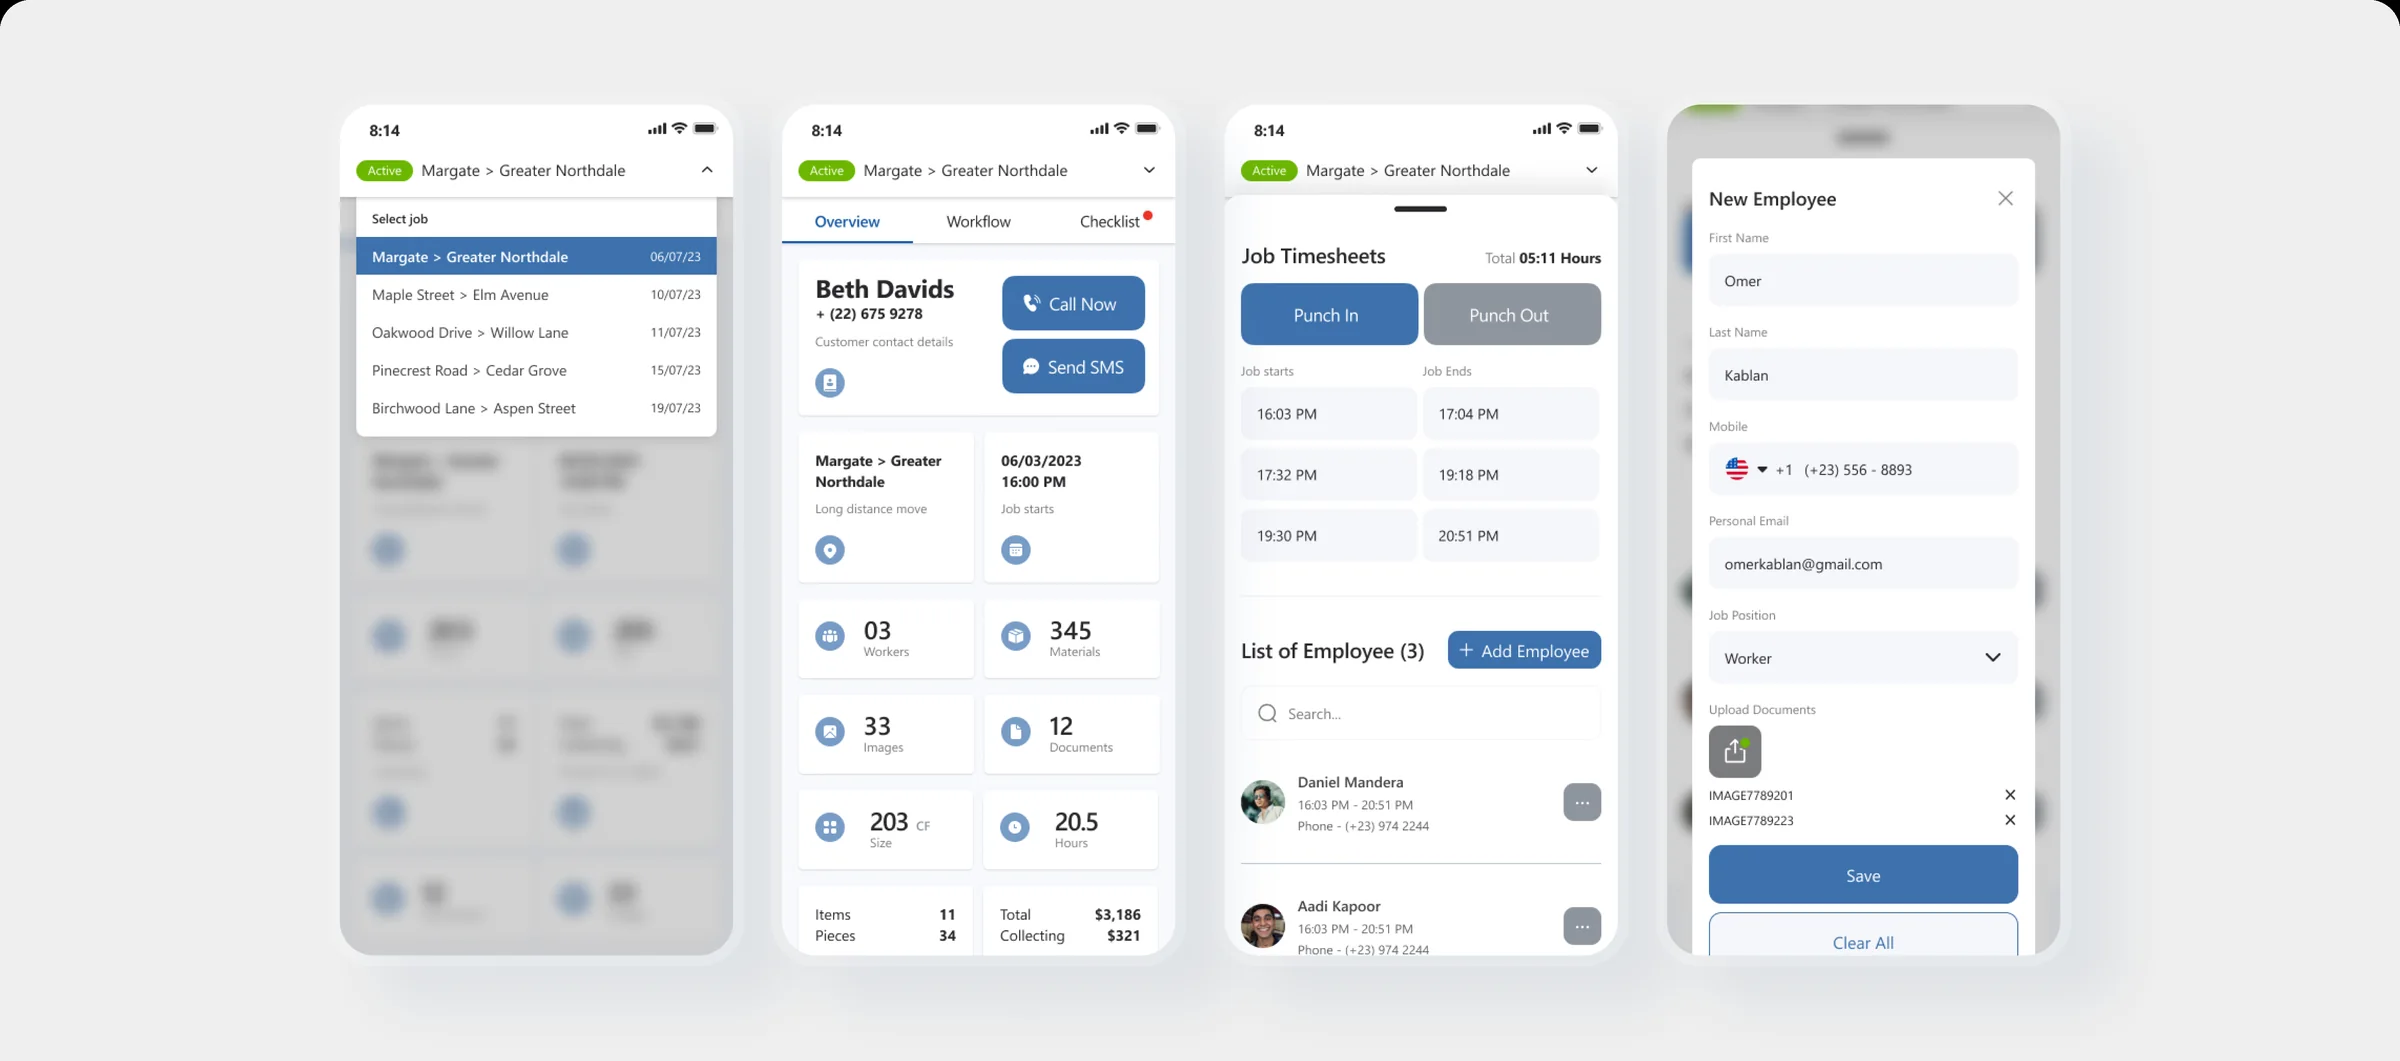 8:14
Active Margate > Greater Northdale
Select job
Margate > Greater Northdale 06/07/23
Maple Street > Elm Avenue 10/07/23
Oakwood Drive > Willow Lane 11/07/23
Pinecrest Road > Cedar Grove 15/07/23
Birchwood Lane > Aspen Street 19/07/23
8:14
Active Margate > Greater Northdale
Overview Workflow Checklist
Beth Davids
+ (22) 675 9278
Customer contact details
Call Now
Send SMS
Margate > Greater
Northdale
Long distance move
06/03/2023
16:00 PM
Job starts
03
Workers
345
Materials
33
Images
12
Documents
203 CF
Size
20.5
Hours
Items 11
Pieces 34
Total $3,186
Collecting $321
8:14
Active Margate > Greater Northdale
Job Timesheets Total 05:11 Hours
Punch In Punch Out
Job starts Job Ends
16:03 PM 17:04 PM
17:32 PM 19:18 PM
19:30 PM 20:51 PM
List of Employee (3) + Add Employee
Search...
Daniel Mandera
16:03 PM - 20:51 PM
Phone - (+23) 974 2244
Aadi Kapoor
16:03 PM - 20:51 PM
Phone - (+23) 974 2244
New Employee
First Name
Omer
Last Name
Kablan
Mobile
+1 (+23) 556 - 8893
Personal Email
omerkablan@gmail.com
Job Position
Worker
Upload Documents
IMAGE7789201
IMAGE7789223
Save
Clear All